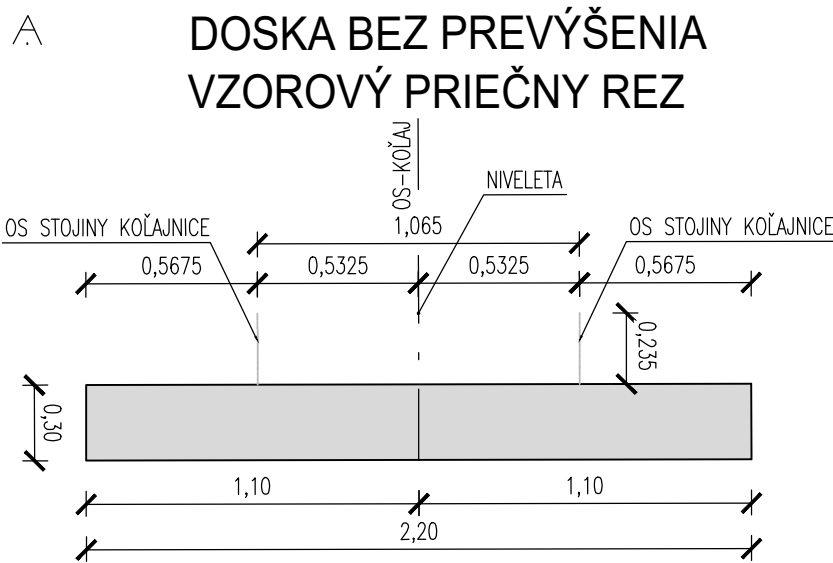 A
DOSKA BEZ PREVÝŠENIA
VZOROVÝ PRIEČNY REZ
OS-KOĽAJ
NIVELETA
OS STOJINY KOĽAJNICE
1,065
OS STOJINY KOĽAJNICE
0,5675
0,5325
0,5325
0,5675
0,235
0,30
1,10
1,10
2,20